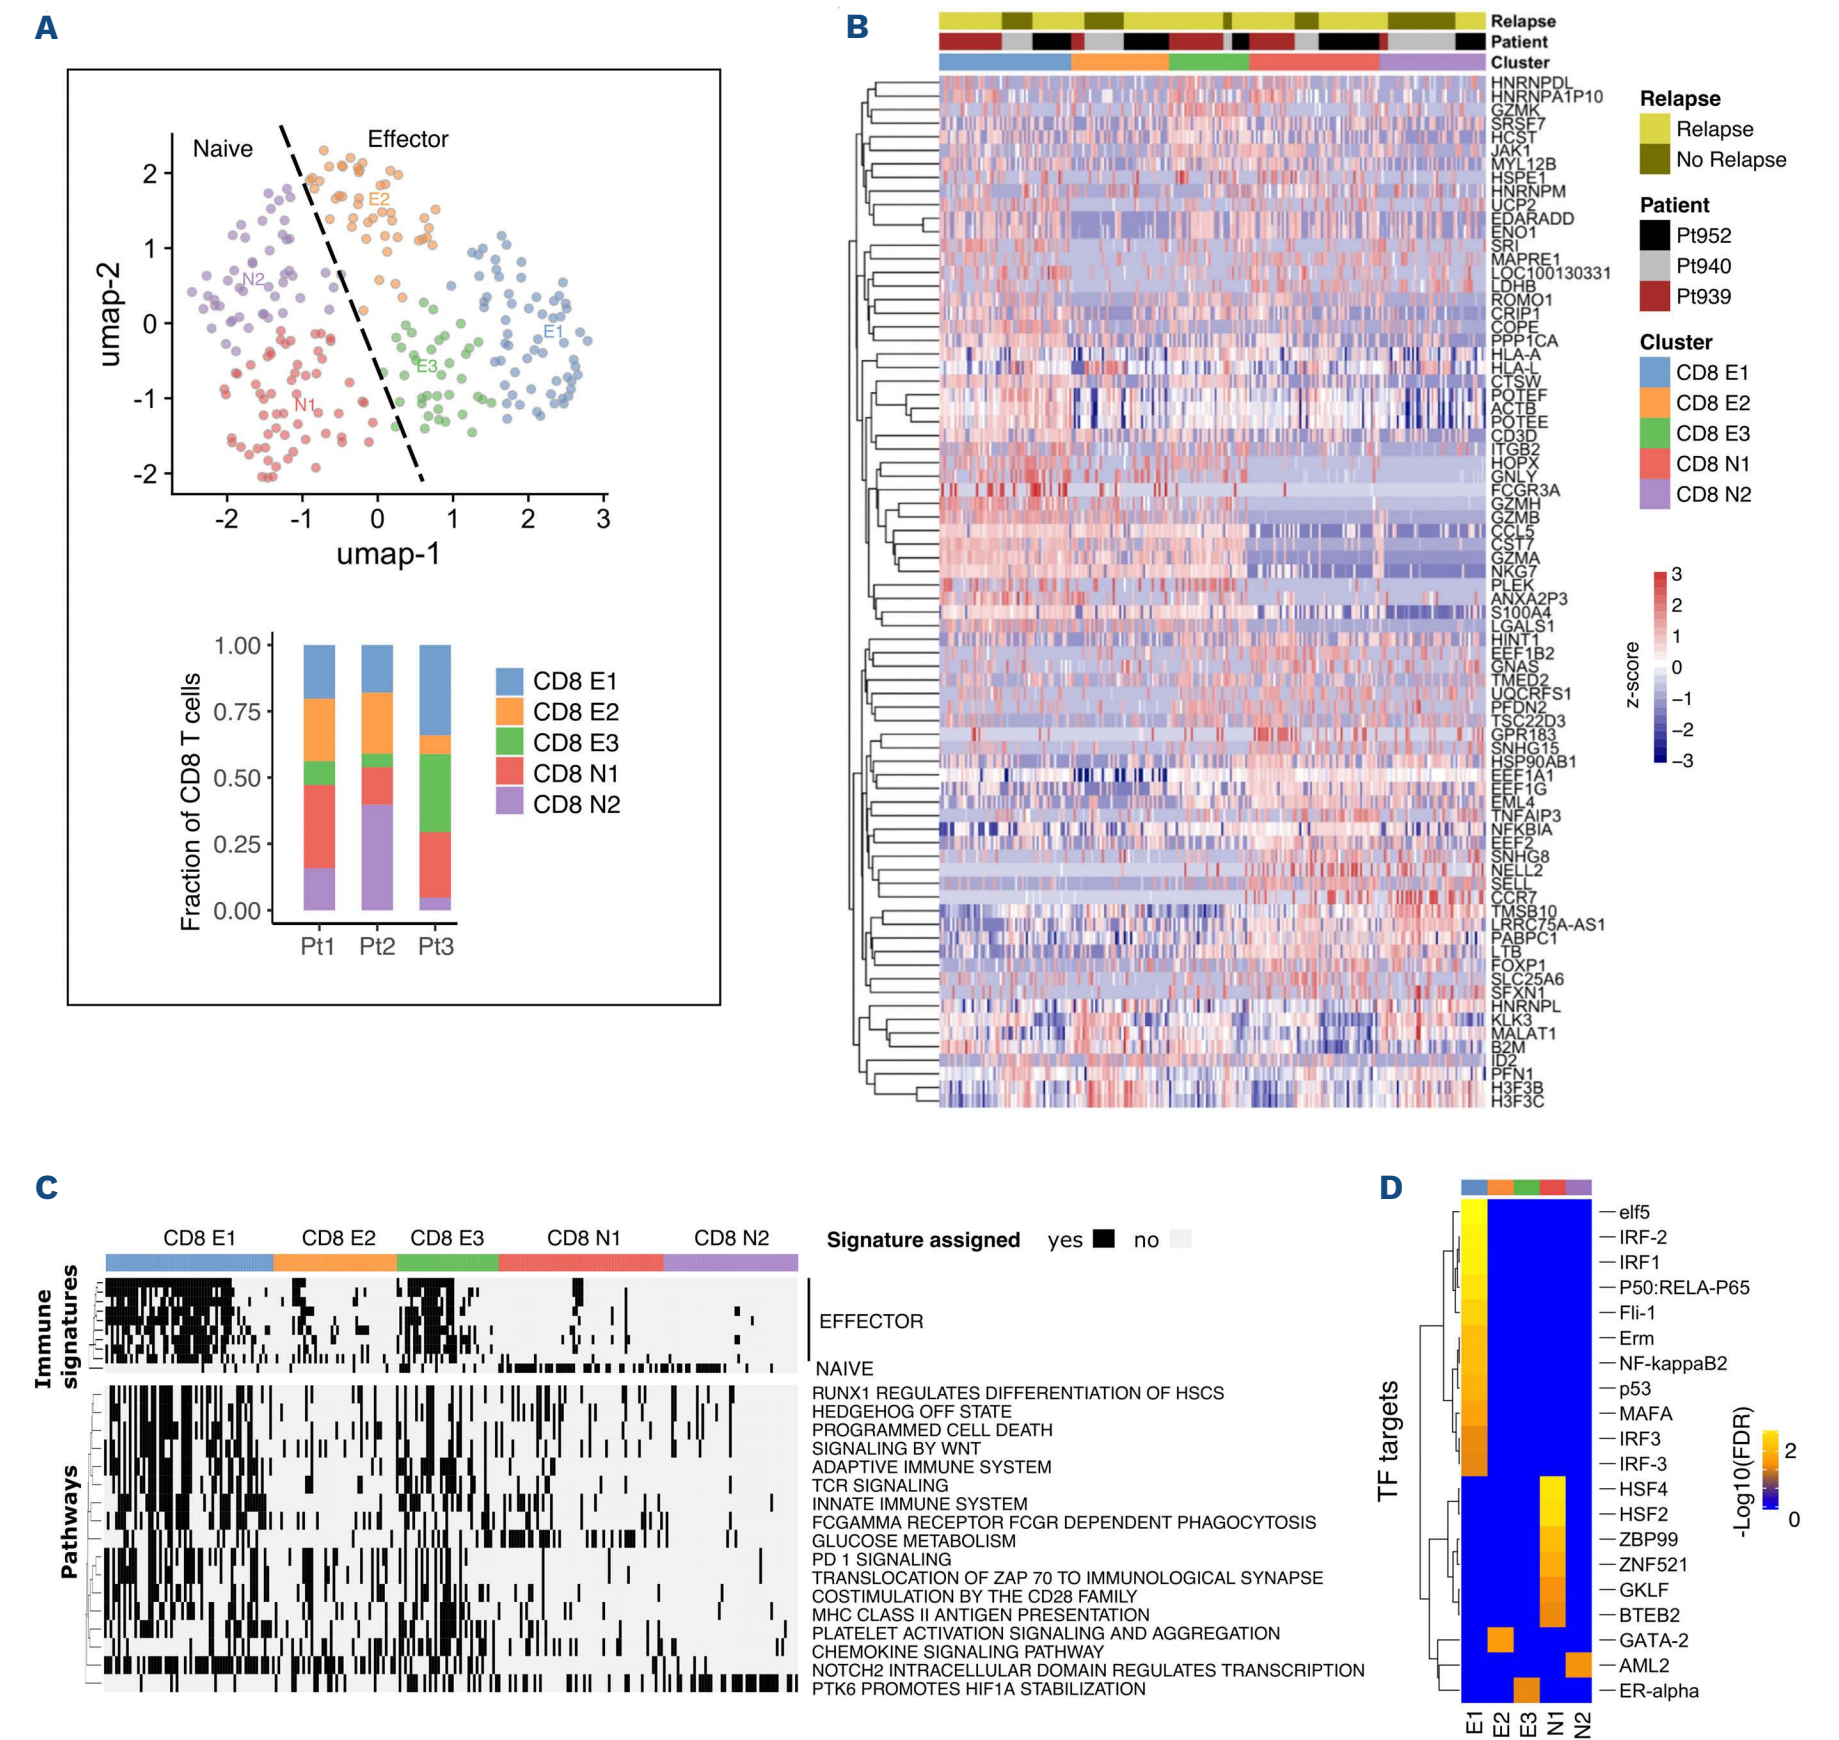 A
Naive
Effector
E2
N2
E1
E3
N1
umap-2
2
1
0
-1
-2
-2
-1
0
1
2
3
umap-1
Fraction of CD8 T cells
1.00
0.75
0.50
0.25
0.00
Pt1
Pt2
Pt3
CD8 E1
CD8 E2
CD8 E3
CD8 N1
CD8 N2
B
Relapse
Patient
Cluster
HNRNPDL
HNRNPA1P10
GZMK
SRSF7
HCST
JAK1
MYL12B
HSPE1
HNRNPM
UCP2
EDARADD
ENO1
SRI
MAPRE1
LOC100130331
LDHB
ROMO1
CRIP1
COPE
PPP1CA
HLA-A
HLA-L
CTSW
POTEF
ACTB
POTEE
CD3D
ITGB2
HOPX
GNLY
FCGR3A
GZMH
GZMB
CCL5
CST7
GZMA
NKG7
PLEK
ANXA2P3
S100A4
LGALS1
HINT1
EEF1B2
GNAS
TMED2
UQCRFS1
PFDN2
TSC22D3
GPR183
SNHG15
HSP90AB1
EEF1A1
EEF1G
EML4
TNFAIP3
NFKBIA
EEF2
SNHG8
NELL2
SELL
CCR7
TMSB10
LRRC75A-AS1
PABPC1
LTB
FOXP1
SLC25A6
SFXN1
HNRNPL
KLK3
MALAT1
B2M
ID2
PFN1
H3F3B
H3F3C
Relapse
Relapse
No Relapse
Patient
Pt952
Pt940
Pt939
Cluster
CD8 E1
CD8 E2
CD8 E3
CD8 N1
CD8 N2
z-score
3
2
1
0
−1
−2
−3
C
CD8 E1
CD8 E2
CD8 E3
CD8 N1
CD8 N2
Signature assigned yes no
Immune
signatures
EFFECTOR
NAIVE
Pathways
RUNX1 REGULATES DIFFERENTIATION OF HSCS
HEDGEHOG OFF STATE
PROGRAMMED CELL DEATH
SIGNALING BY WNT
ADAPTIVE IMMUNE SYSTEM
TCR SIGNALING
INNATE IMMUNE SYSTEM
FCGAMMA RECEPTOR FCGR DEPENDENT PHAGOCYTOSIS
GLUCOSE METABOLISM
PD 1 SIGNALING
TRANSLOCATION OF ZAP 70 TO IMMUNOLOGICAL SYNAPSE
COSTIMULATION BY THE CD28 FAMILY
MHC CLASS II ANTIGEN PRESENTATION
PLATELET ACTIVATION SIGNALING AND AGGREGATION
CHEMOKINE SIGNALING PATHWAY
NOTCH2 INTRACELLULAR DOMAIN REGULATES TRANSCRIPTION
PTK6 PROMOTES HIF1A STABILIZATION
D
TF targets
elf5
IRF-2
IRF1
P50:RELA-P65
Fli-1
Erm
NF-kappaB2
p53
MAFA
IRF3
IRF-3
HSF4
HSF2
ZBP99
ZNF521
GKLF
BTEB2
GATA-2
AML2
ER-alpha
E1
E2
E3
N1
N2
-Log10(FDR)
2
0